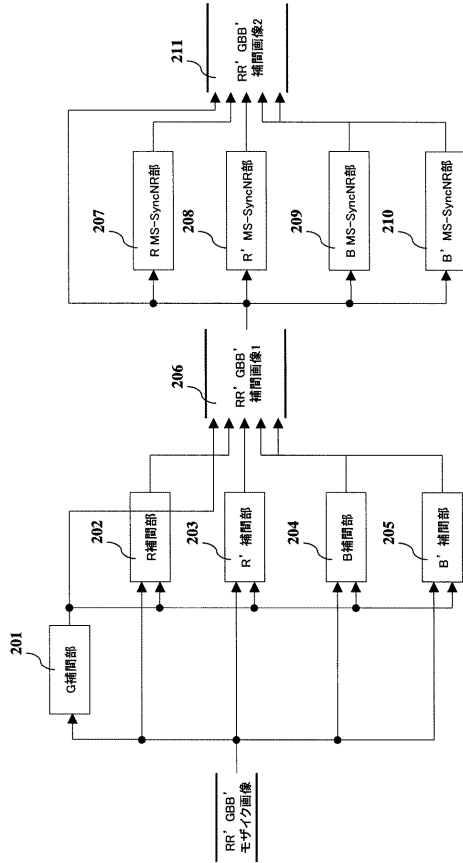 RR' GBB'
モザイク画像
201
G補間部
202
R補間部
203
R' 補間部
204
B補間部
205
B' 補間部
206
RR' GBB'
補間画像1
207
R MS-SyncNR部
208
R' MS-SyncNR部
209
B MS-SyncNR部
210
B' MS-SyncNR部
211
RR' GBB'
補間画像2